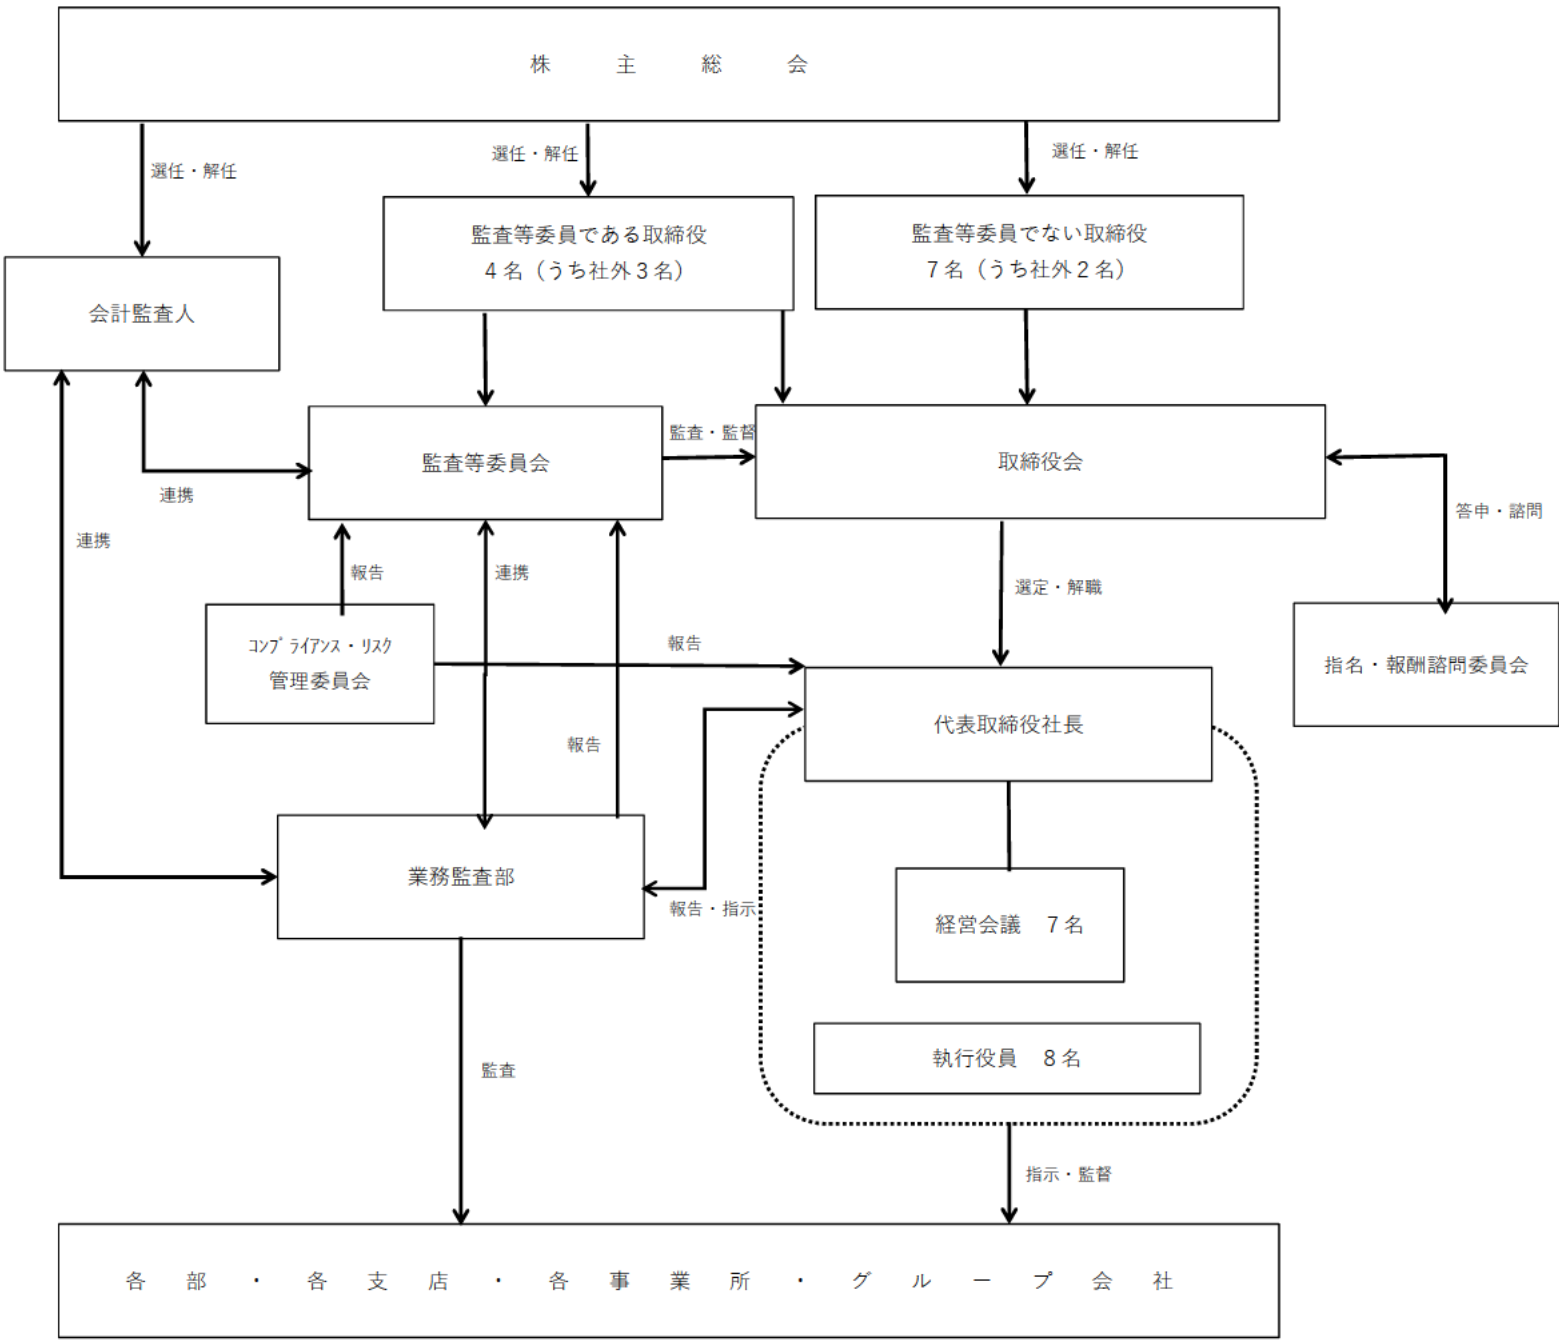 株主総会
選任・解任
選任・解任
選任・解任
監査等委員である取締役
4名（うち社外3名）
監査等委員でない取締役
7名（うち社外2名）
会計監査人
監査等委員会
監査・監督
取締役会
連携
連携
報告
連携
選定・解職
答申・諮問
コンプライアンス・リスク
管理委員会
報告
指名・報酬諮問委員会
代表取締役社長
報告
業務監査部
報告・指示
経営会議　7名
執行役員　8名
監査
指示・監督
各部・各支店・各事業所・グループ会社